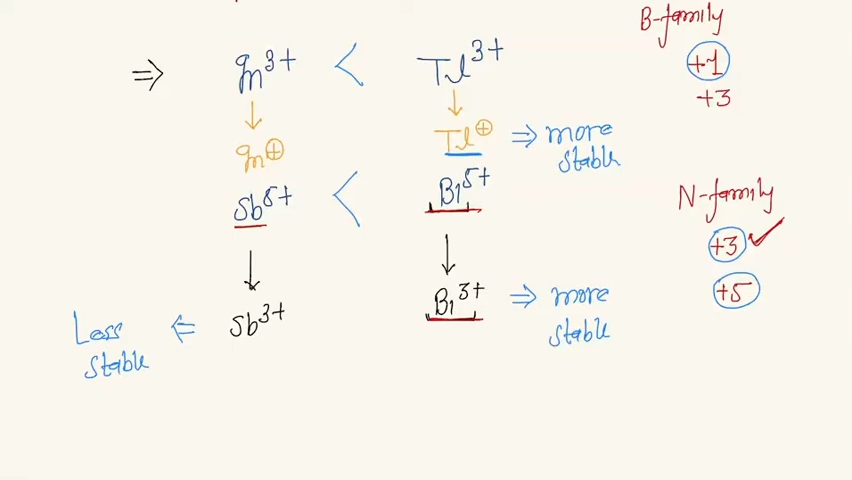 B-family
⇒ In3+ < Tl3+
+1
+3
↓ ↓
In⊕ Tl⊕ ⇒ more stable
Sb5+ < Bi5+
N-family
+3 ✓
+5
↓ ↓
Less stable ⇐ Sb3+ Bi3+ ⇒ more stable